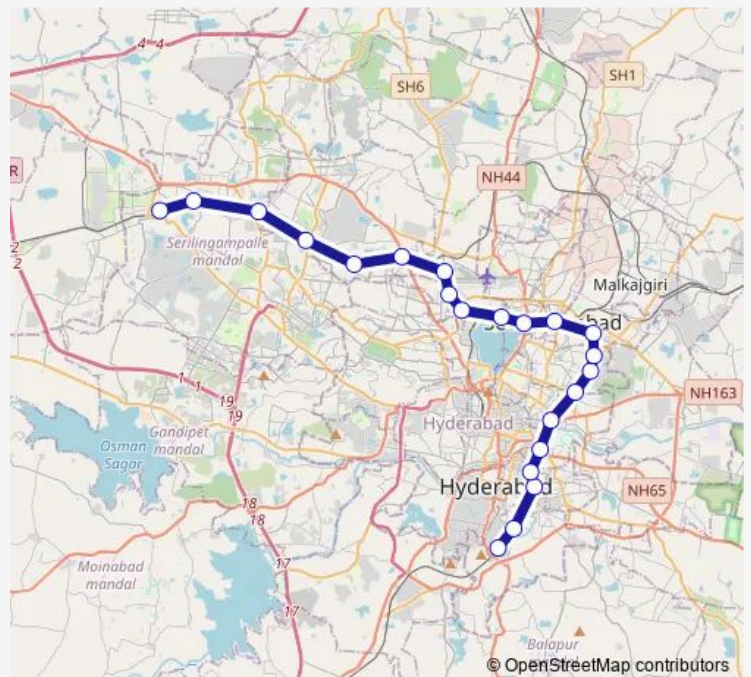 4 4
SH6
SH1
NH44
R
2
2
Serilingampalle
mandal
Malkajgiri
bad
1 1
19
19
NH163
Hyderabad
Gandipet
mandal
Osman
Sagar
Hyderab d
NH65
18
18
Moinabad
mandal
17
17
Balapur
© OpenStreetMap contributors